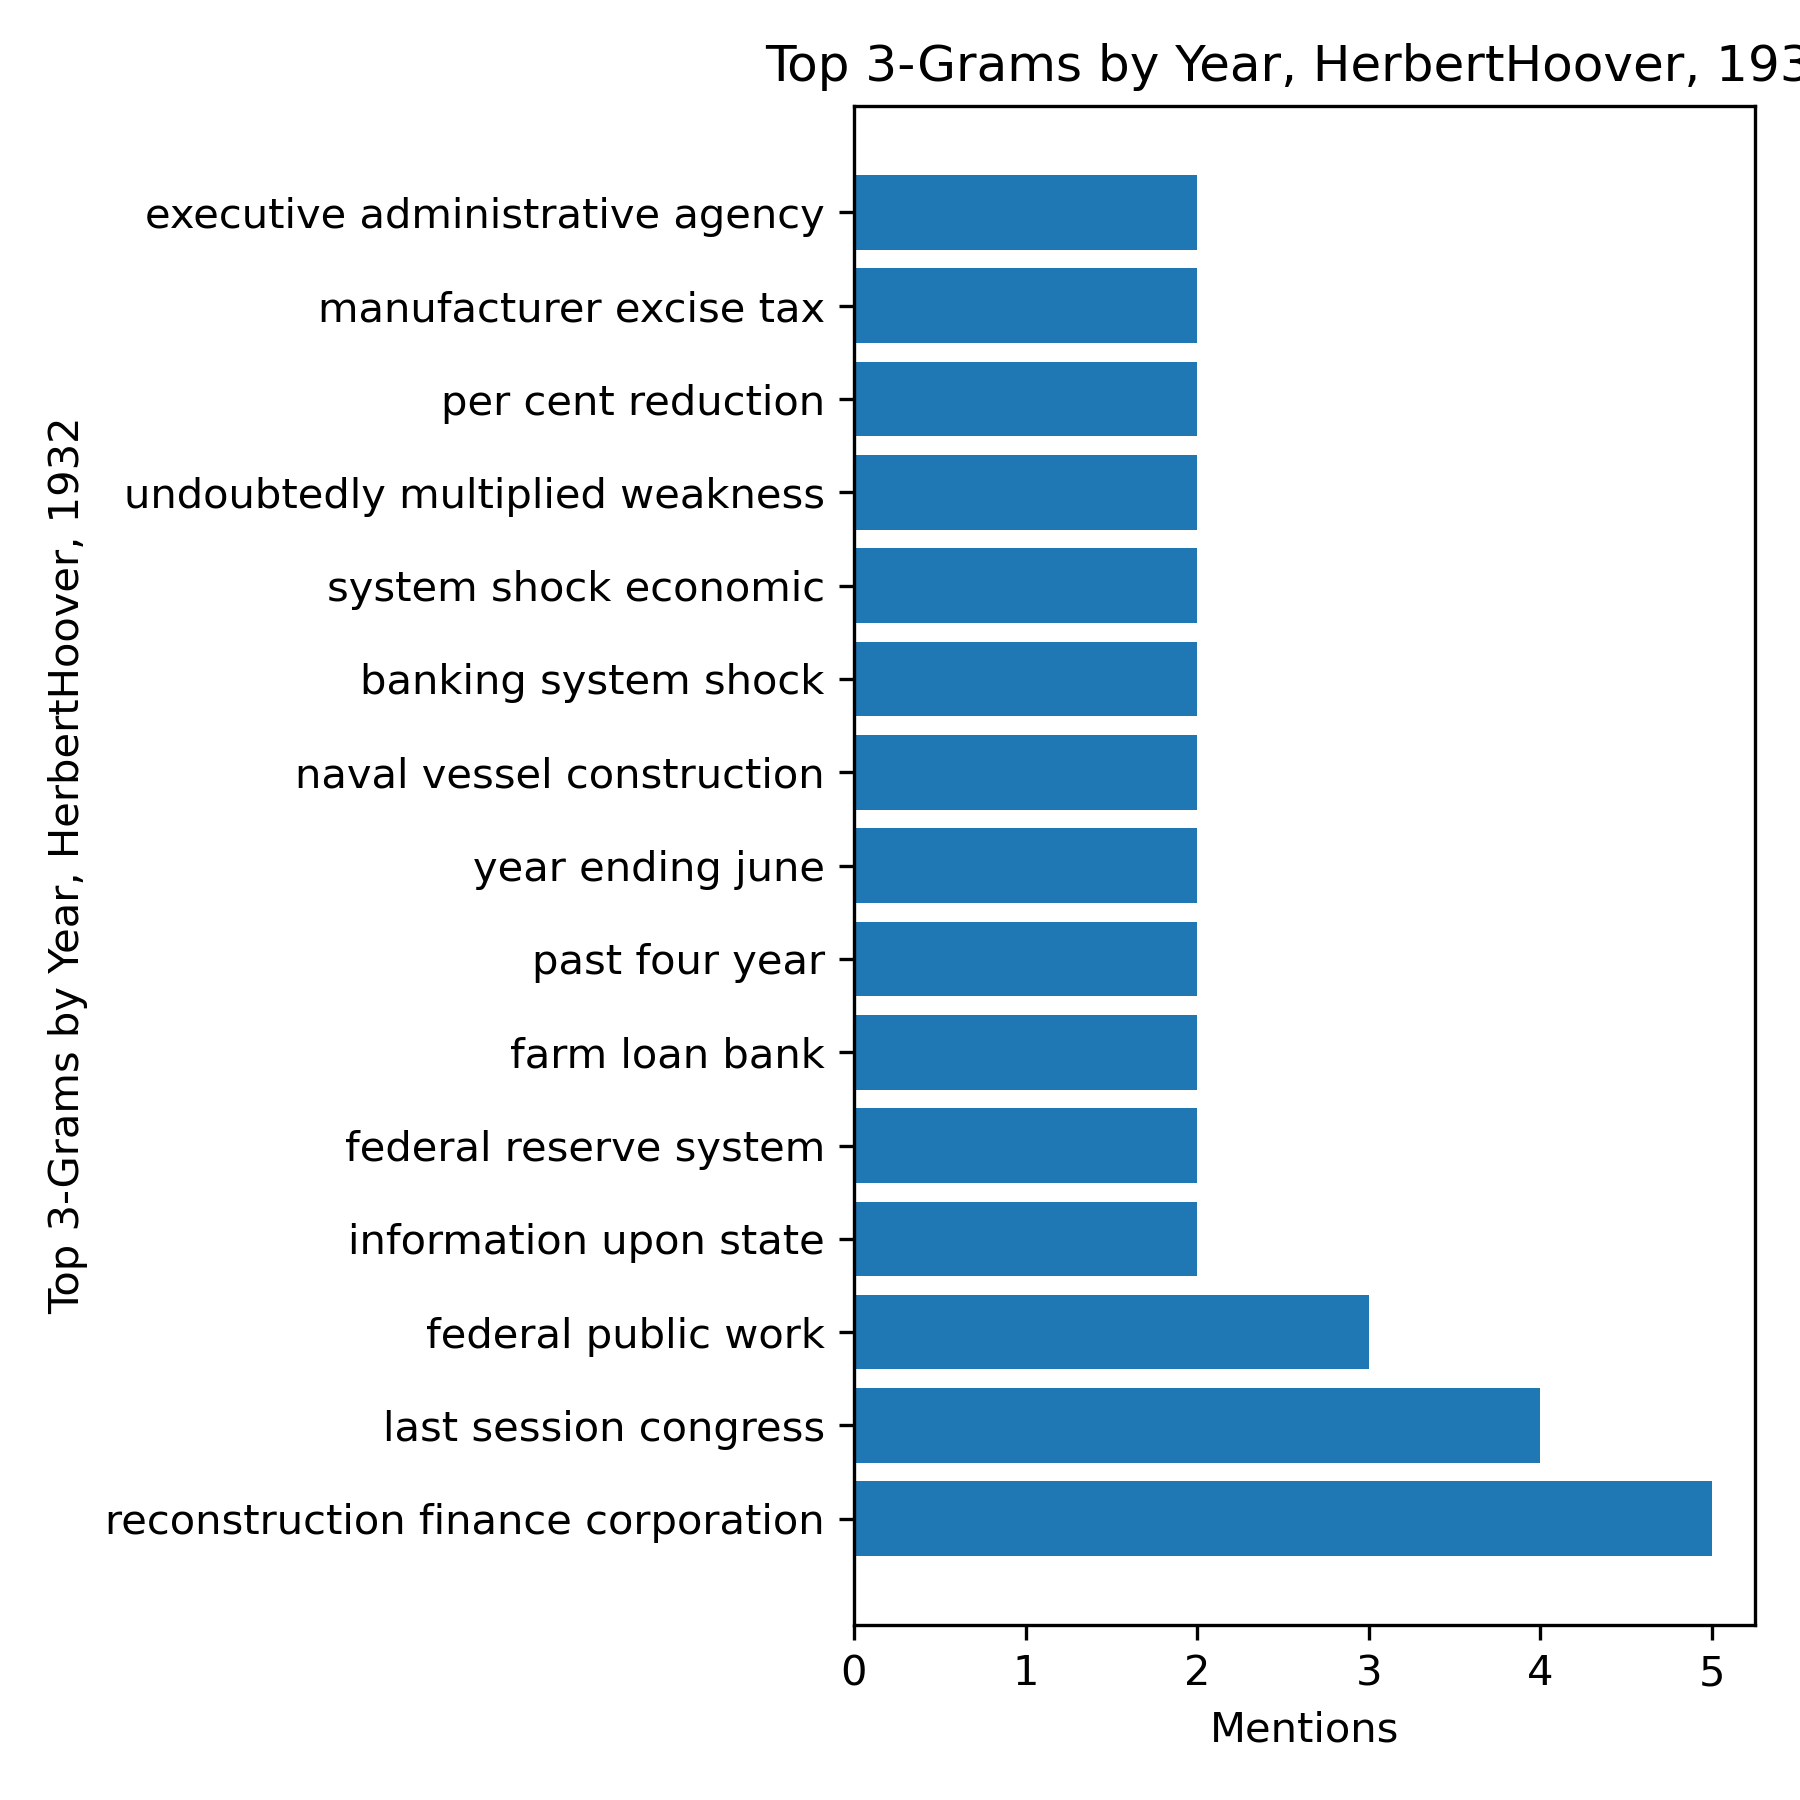 Top 3-Grams by Year, HerbertHoover, 193
Top 3-Grams by Year, HerbertHoover, 1932
executive administrative agency
manufacturer excise tax
per cent reduction
undoubtedly multiplied weakness
system shock economic
banking system shock
naval vessel construction
year ending june
past four year
farm loan bank
federal reserve system
information upon state
federal public work
last session congress
reconstruction finance corporation
0 1 2 3 4 5
Mentions